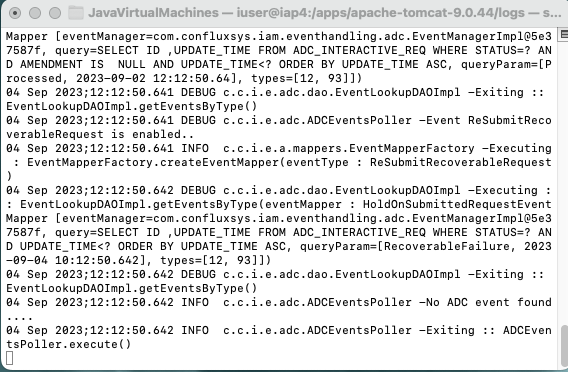 JavaVirtualMachines — iuser@iap4:/apps/apache-tomcat-9.0.44/logs — s...
Mapper [eventManager=com.confluxsys.iam.eventhandling.adc.EventManagerImpl@5e3
7587f, query=SELECT ID ,UPDATE_TIME FROM ADC_INTERACTIVE_REQ WHERE STATUS=? AN
D AMENDMENT IS  NULL AND UPDATE_TIME<? ORDER BY UPDATE_TIME ASC, queryParam=[P
rocessed, 2023-09-02 12:12:50.64], types=[12, 93]])
04 Sep 2023;12:12:50.641 DEBUG c.c.i.e.adc.dao.EventLookupDAOImpl -Exiting ::
EventLookupDAOImpl.getEventsByType()
04 Sep 2023;12:12:50.641 DEBUG c.c.i.e.adc.ADCEventsPoller -Event ReSubmitReco
verableRequest is enabled..
04 Sep 2023;12:12:50.641 INFO  c.c.i.e.a.mappers.EventMapperFactory -Executing
 : EventMapperFactory.createEventMapper(eventType : ReSubmitRecoverableRequest
)
04 Sep 2023;12:12:50.642 DEBUG c.c.i.e.adc.dao.EventLookupDAOImpl -Executing :
: EventLookupDAOImpl.getEventsByType(eventMapper : HoldOnSubmittedRequestEvent
Mapper [eventManager=com.confluxsys.iam.eventhandling.adc.EventManagerImpl@5e3
7587f, query=SELECT ID ,UPDATE_TIME FROM ADC_INTERACTIVE_REQ WHERE STATUS=? AN
D UPDATE_TIME<? ORDER BY UPDATE_TIME ASC, queryParam=[RecoverableFailure, 2023
-09-04 10:12:50.642], types=[12, 93]])
04 Sep 2023;12:12:50.642 DEBUG c.c.i.e.adc.dao.EventLookupDAOImpl -Exiting ::
EventLookupDAOImpl.getEventsByType()
04 Sep 2023;12:12:50.642 INFO  c.c.i.e.adc.ADCEventsPoller -No ADC event found
....
04 Sep 2023;12:12:50.642 INFO  c.c.i.e.adc.ADCEventsPoller -Exiting :: ADCEven
tsPoller.execute()